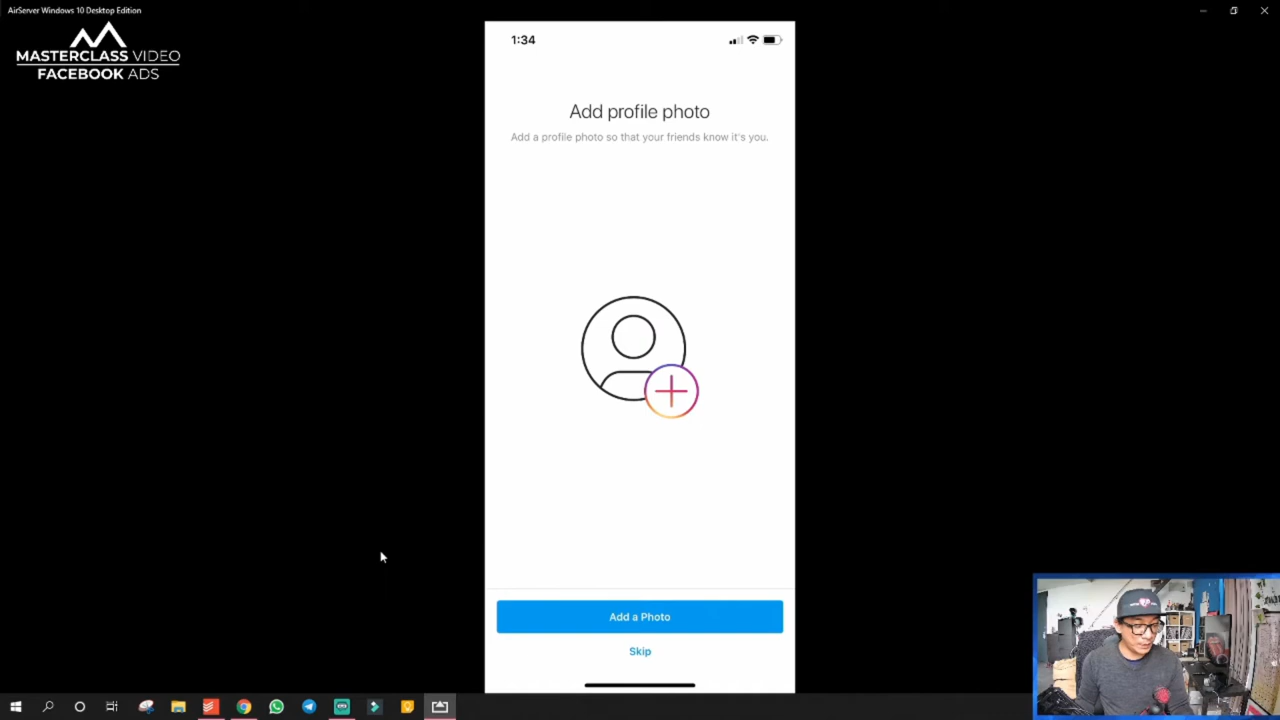 AirServer Windows 10 Desktop Edition
MASTERCLASS VIDEO
FACEBOOK ADS
1:34
Add profile photo
Add a profile photo so that your friends know it's you.
Add a Photo
Skip